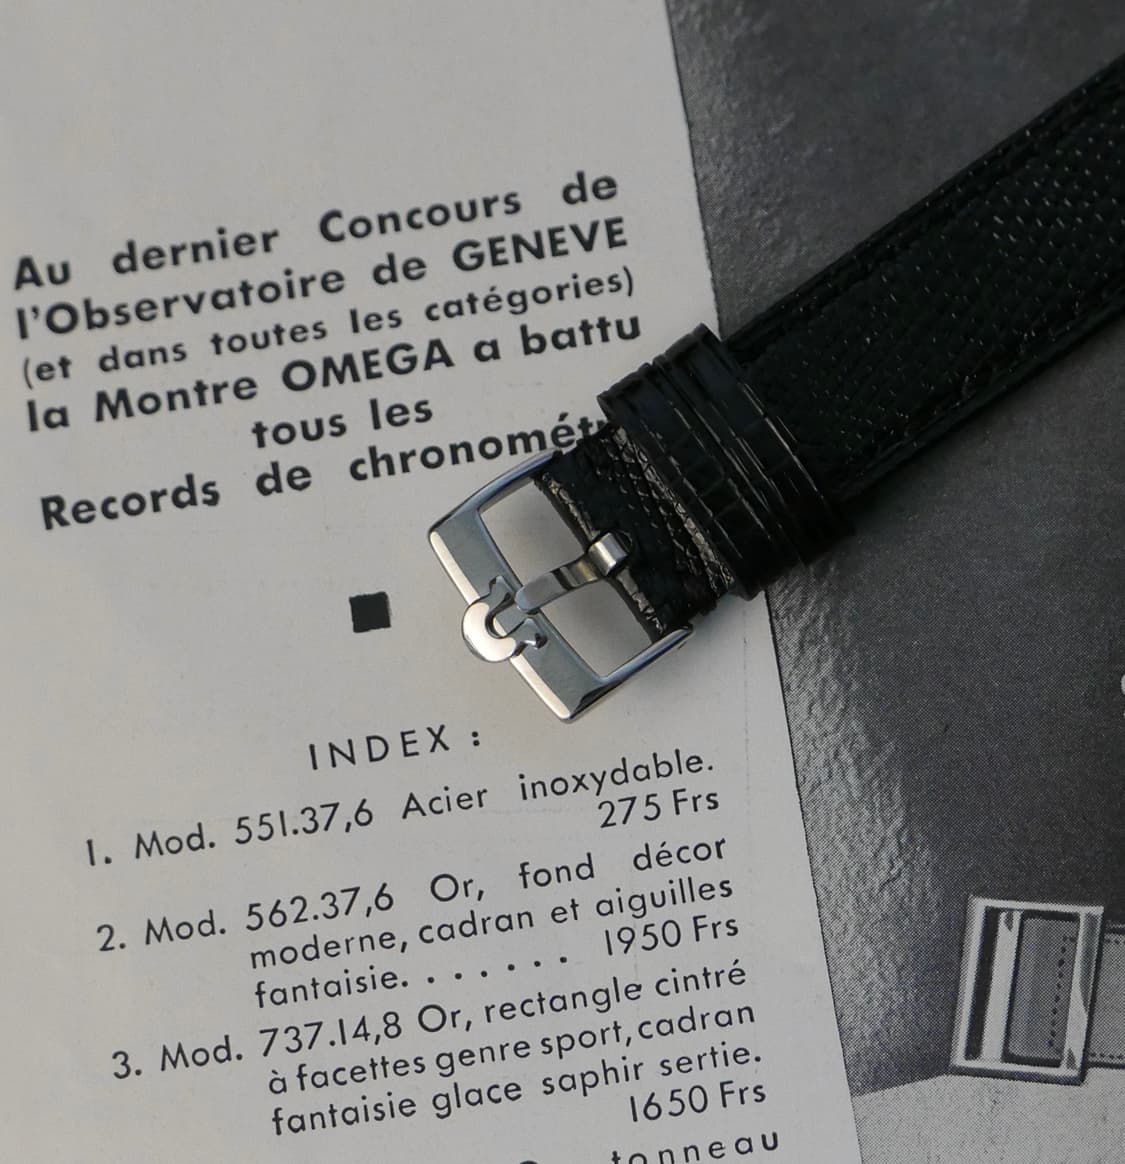 Au dernier Concours de
l'Observatoire de GENEVE
(et dans toutes les catégories)
la Montre OMEGA a battu
tous les
Records de chronomét
INDEX :
1. Mod. 551.37,6 Acier inoxydable.
275 Frs
2. Mod. 562.37,6 Or, fond décor
moderne, cadran et aiguilles
fantaisie. . . . . . . . 1950 Frs
3. Mod. 737.14,8 Or, rectangle cintré
à facettes genre sport, cadran
fantaisie glace saphir sertie.
1650 Frs
tonneau